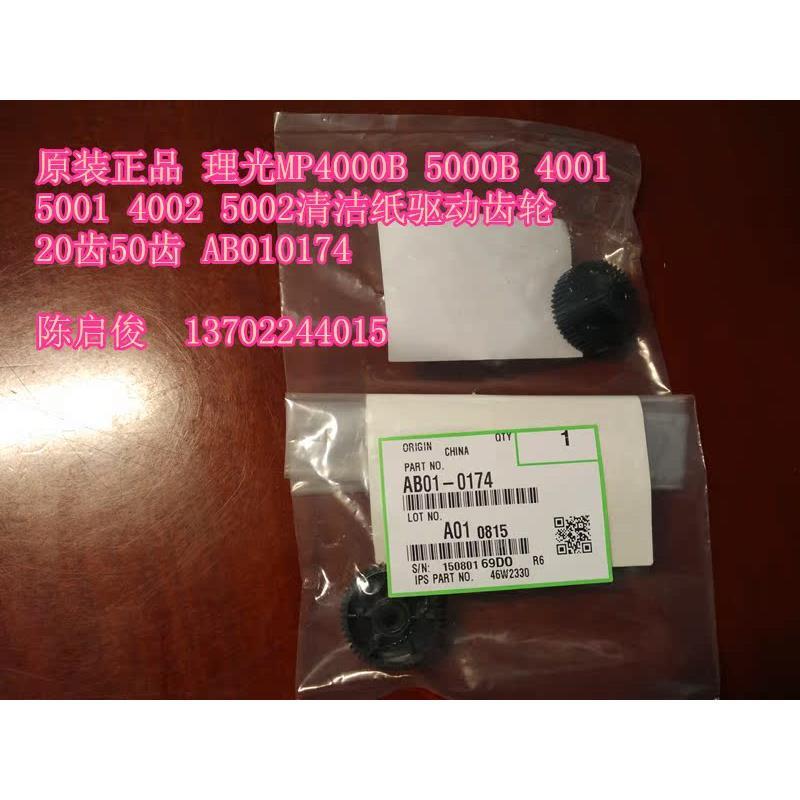 原装正品 理光MP4000B 5000B 4001
5001 4002 5002清洁纸驱动齿轮
20齿50齿 AB010174
陈启俊 13702244015
ORIGIN CHINA QTY 1
PART NO.
AB01-0174
LOT NO.
A01 0815
S/N: 150801 69D0 R6
IPS PART NO. 46W2330